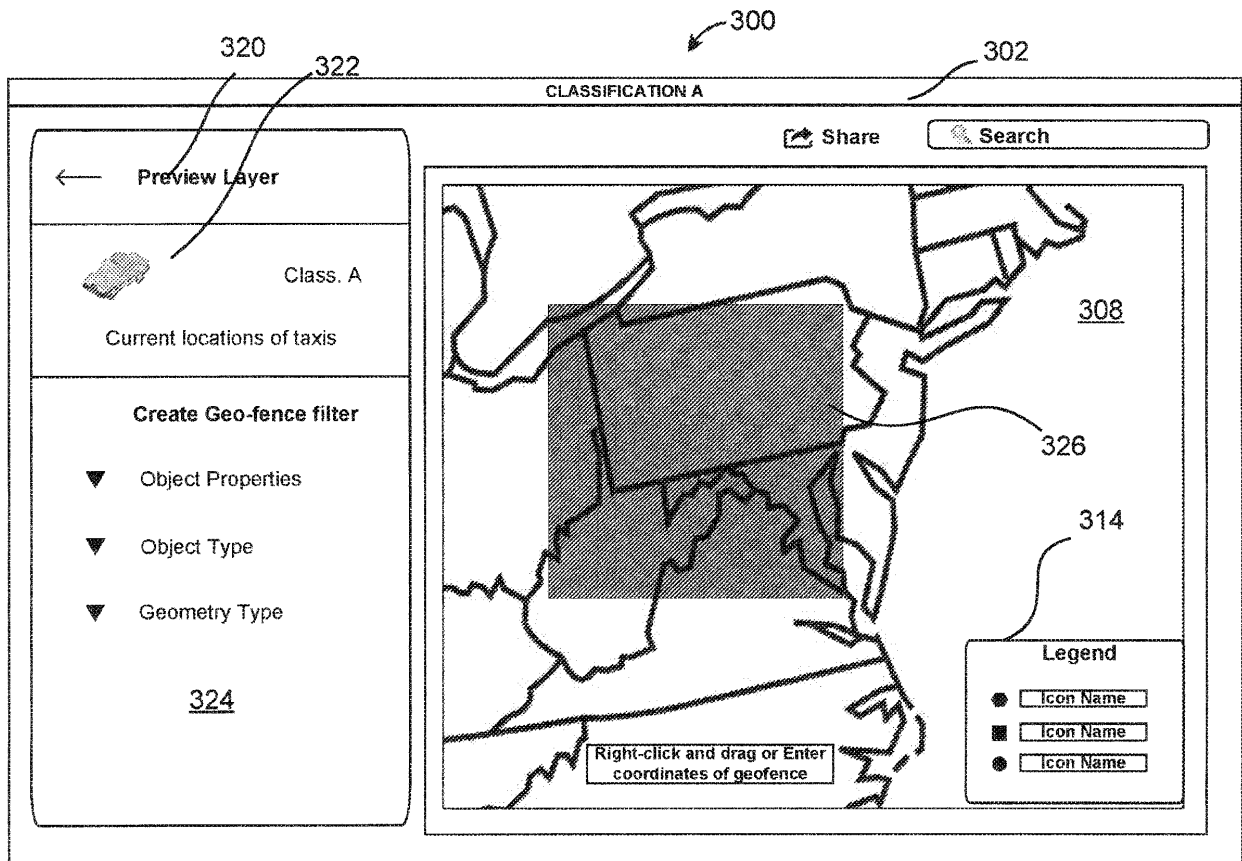 300
320
322
302
CLASSIFICATION A
Share
Search
Preview Layer
Class. A
Current locations of taxis
308
Create Geo-fence filter
326
Object Properties
Object Type
Geometry Type
314
324
Legend
Icon Name
Icon Name
Icon Name
Right-click and drag or Enter
coordinates of geofence